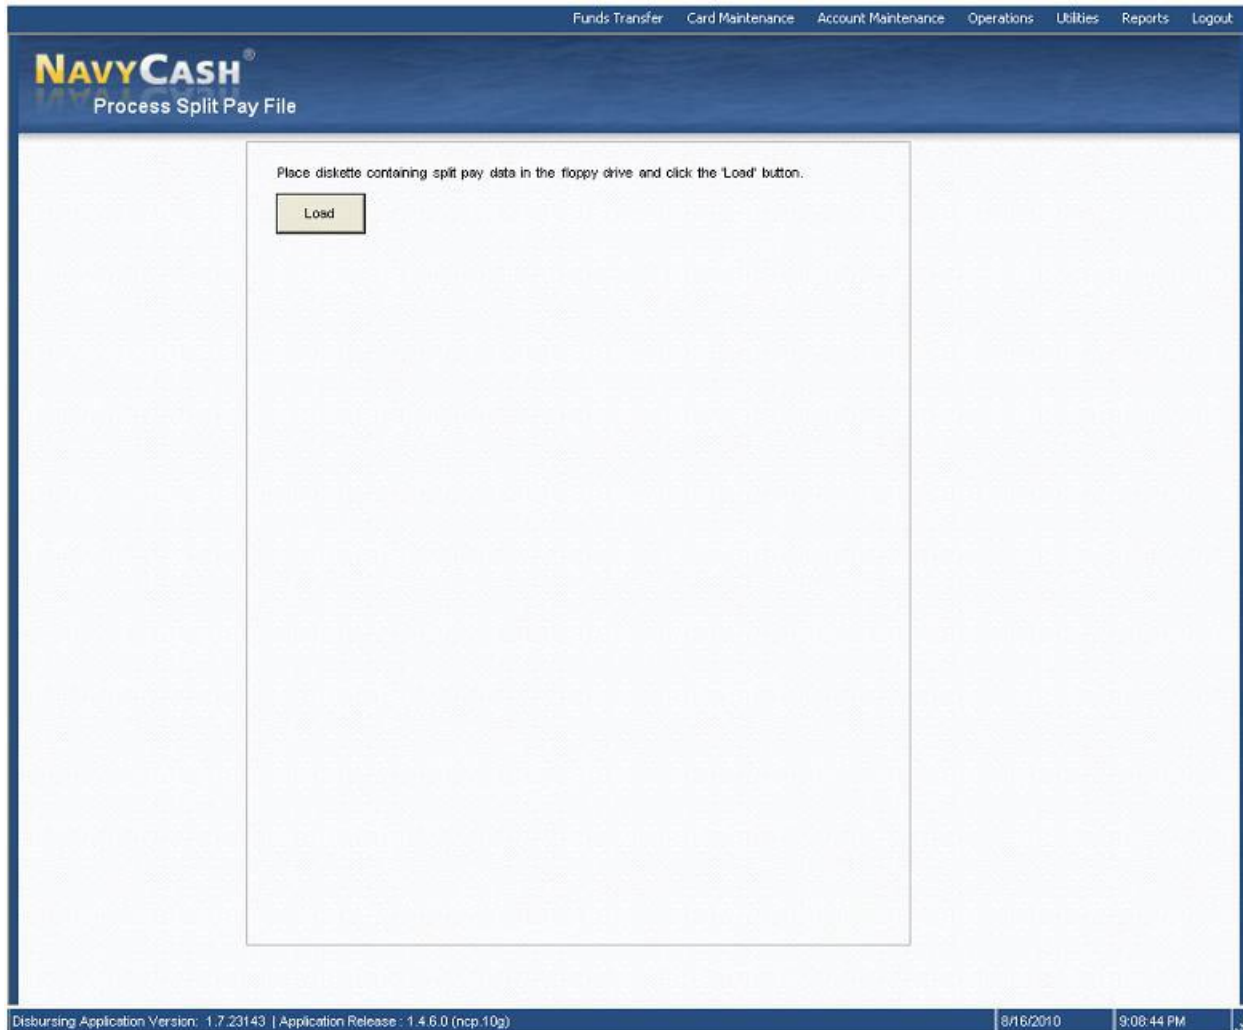 Funds Transfer Card Maintenance Account Maintenance Operations Utilities Reports Logout
NAVYCASH®
Process Split Pay File
Place diskette containing split pay data in the floppy drive and click the 'Load' button.
Load
Disbursing Application Version: 1.7.23143 | Application Release : 1.4.6.0 (ncp.10g) 8/16/2010 9:08:44 PM